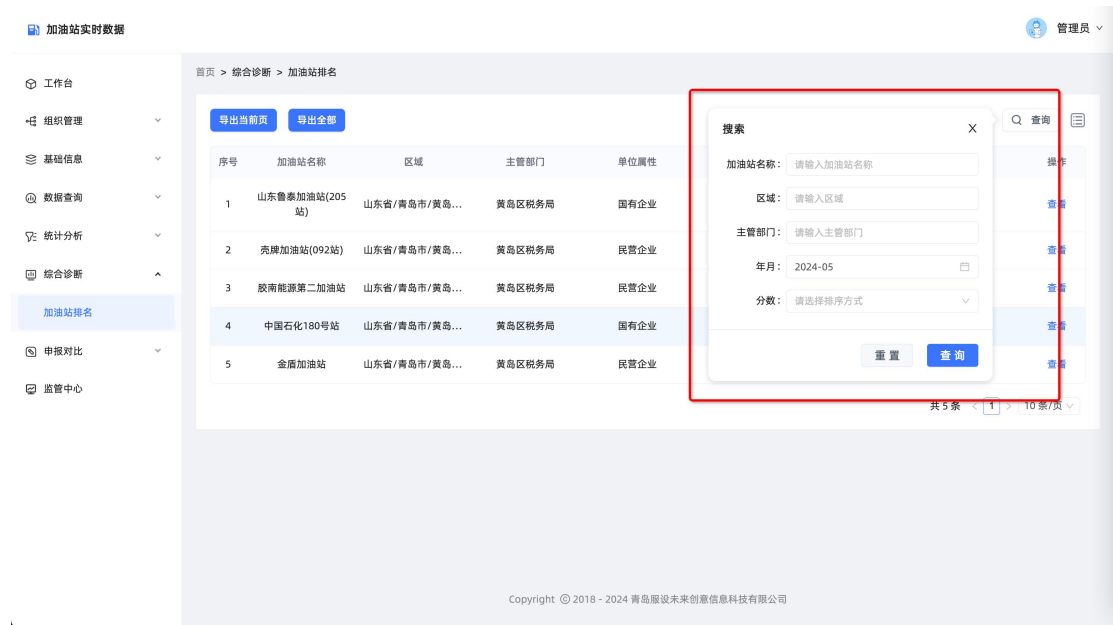 加油站实时数据
管理员
工作台
组织管理
基础信息
数据查询
统计分析
综合诊断
加油站排名
申报对比
监管中心
首页 > 综合诊断 > 加油站排名
导出当前页 导出全部
查询
序号 加油站名称 区域 主管部门 单位属性 操作
1 山东鲁泰加油站(205站) 山东省/青岛市/黄岛... 黄岛区税务局 国有企业 查看
2 壳牌加油站(092站) 山东省/青岛市/黄岛... 黄岛区税务局 民营企业 查看
3 胶南能源第二加油站 山东省/青岛市/黄岛... 黄岛区税务局 民营企业 查看
4 中国石化180号站 山东省/青岛市/黄岛... 黄岛区税务局 国有企业 查看
5 金盾加油站 山东省/青岛市/黄岛... 黄岛区税务局 民营企业 查看
搜索 X
加油站名称: 请输入加油站名称
区域: 请输入区域
主管部门: 请输入主管部门
年月: 2024-05
分数: 请选择排序方式
重置 查询
共 5 条 < 1 > 10 条/页
Copyright © 2018 - 2024 青岛服设未来创意信息科技有限公司